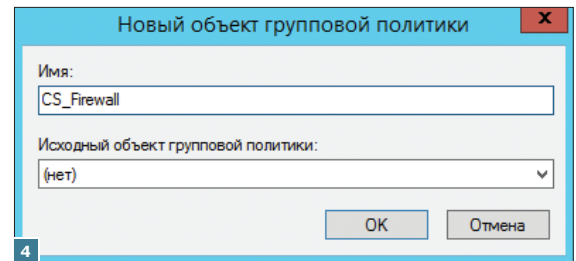 Новый объект групповой политики
x
Имя:
CS_Firewall
Исходный объект групповой политики:
(нет)
OK
Отмена
4